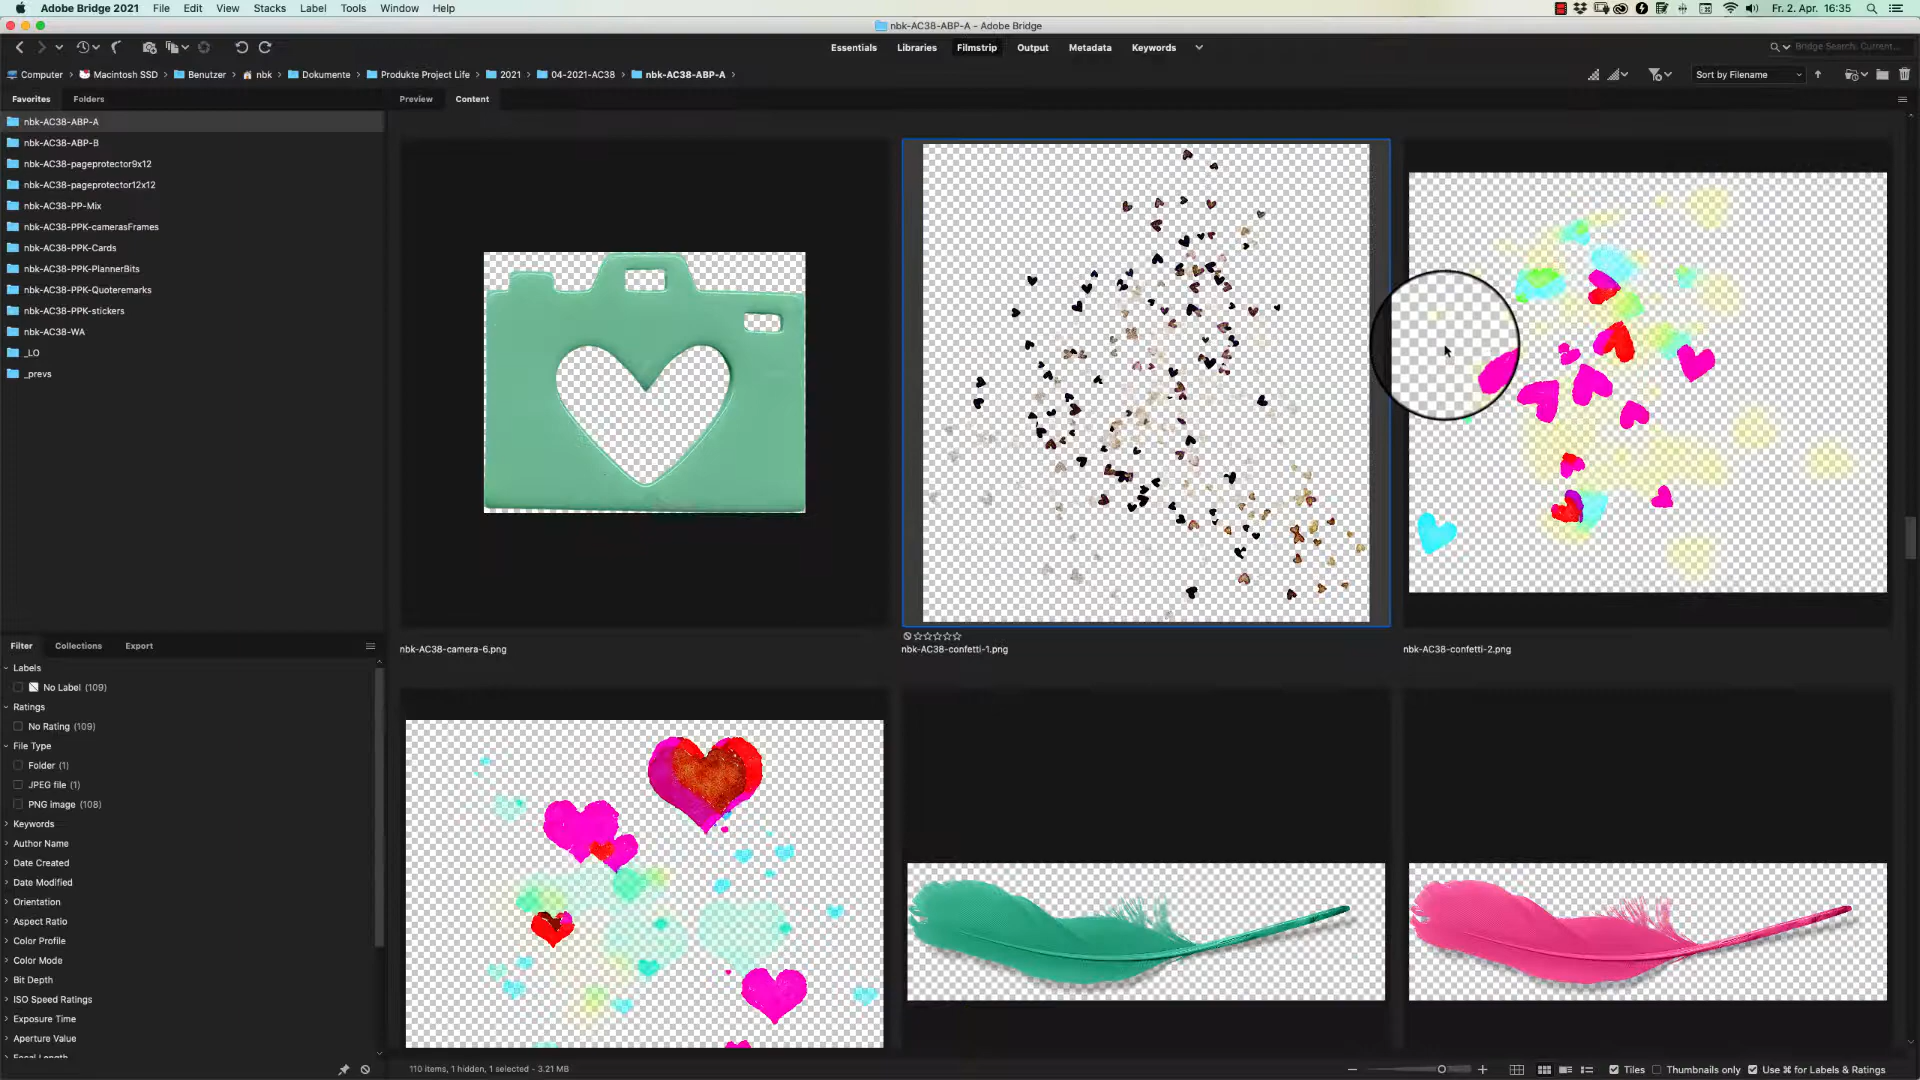 Adobe Bridge 2021 File Edit View Stacks Label Tools Window Help
Fr. 2. Apr. 16:35
nbk-AC38-ABP-A – Adobe Bridge
Essentials Libraries Filmstrip Output Metadata Keywords
Bridge Search: Current...
Computer Macintosh SSD Benutzer nbk Dokumente Produkte Project Life 2021 04-2021-AC38 nbk-AC38-ABP-A
Sort by Filename
Favorites Folders
Preview Content
nbk-AC38-ABP-A
nbk-AC38-ABP-B
nbk-AC38-pageprotector9x12
nbk-AC38-pageprotector12x12
nbk-AC38-PP-Mix
nbk-AC38-PPK-camerasFrames
nbk-AC38-PPK-Cards
nbk-AC38-PPK-PlannerBits
nbk-AC38-PPK-Quoteremarks
nbk-AC38-PPK-stickers
nbk-AC38-WA
_LO
_prevs
nbk-AC38-camera-6.png
nbk-AC38-confetti-1.png
nbk-AC38-confetti-2.png
Filter Collections Export
Labels
No Label (109)
Ratings
No Rating (109)
File Type
Folder (1)
JPEG file (1)
PNG image (108)
Keywords
Author Name
Date Created
Date Modified
Orientation
Aspect Ratio
Color Profile
Color Mode
Bit Depth
ISO Speed Ratings
Exposure Time
Aperture Value
Focal Length
110 items, 1 hidden, 1 selected - 3.21 MB
Tiles Thumbnails only Use ⌘ for Labels & Ratings